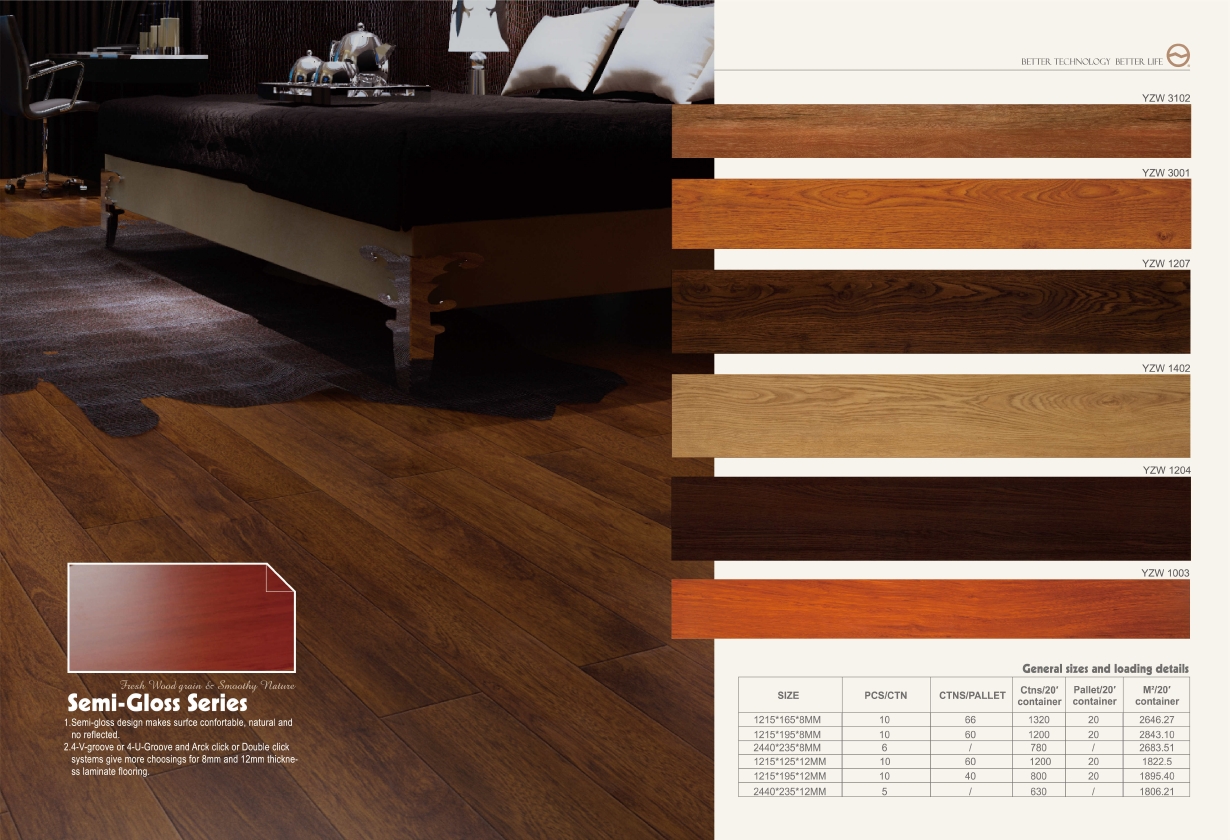 BETTER TECHNOLOGY BETTER LIFE
YZW 3102
YZW 3001
YZW 1207
YZW 1402
YZW 1204
YZW 1003
Fresh Wood grain & Smoothy Nature
Semi-Gloss Series
1.Semi-gloss design makes surfce confortable, natural and
no reflected.
2.4-V-groove or 4-U-Groove and Arck click or Double click
systems give more choosings for 8mm and 12mm thickne-
ss laminate flooring.
General sizes and loading details
SIZE PCS/CTN CTNS/PALLET Ctns/20' container Pallet/20' container M²/20' container
1215*165*8MM 10 66 1320 20 2646.27
1215*195*8MM 10 60 1200 20 2843.10
2440*235*8MM 6 / 780 / 2683.51
1215*125*12MM 10 60 1200 20 1822.5
1215*195*12MM 10 40 800 20 1895.40
2440*235*12MM 5 / 630 / 1806.21